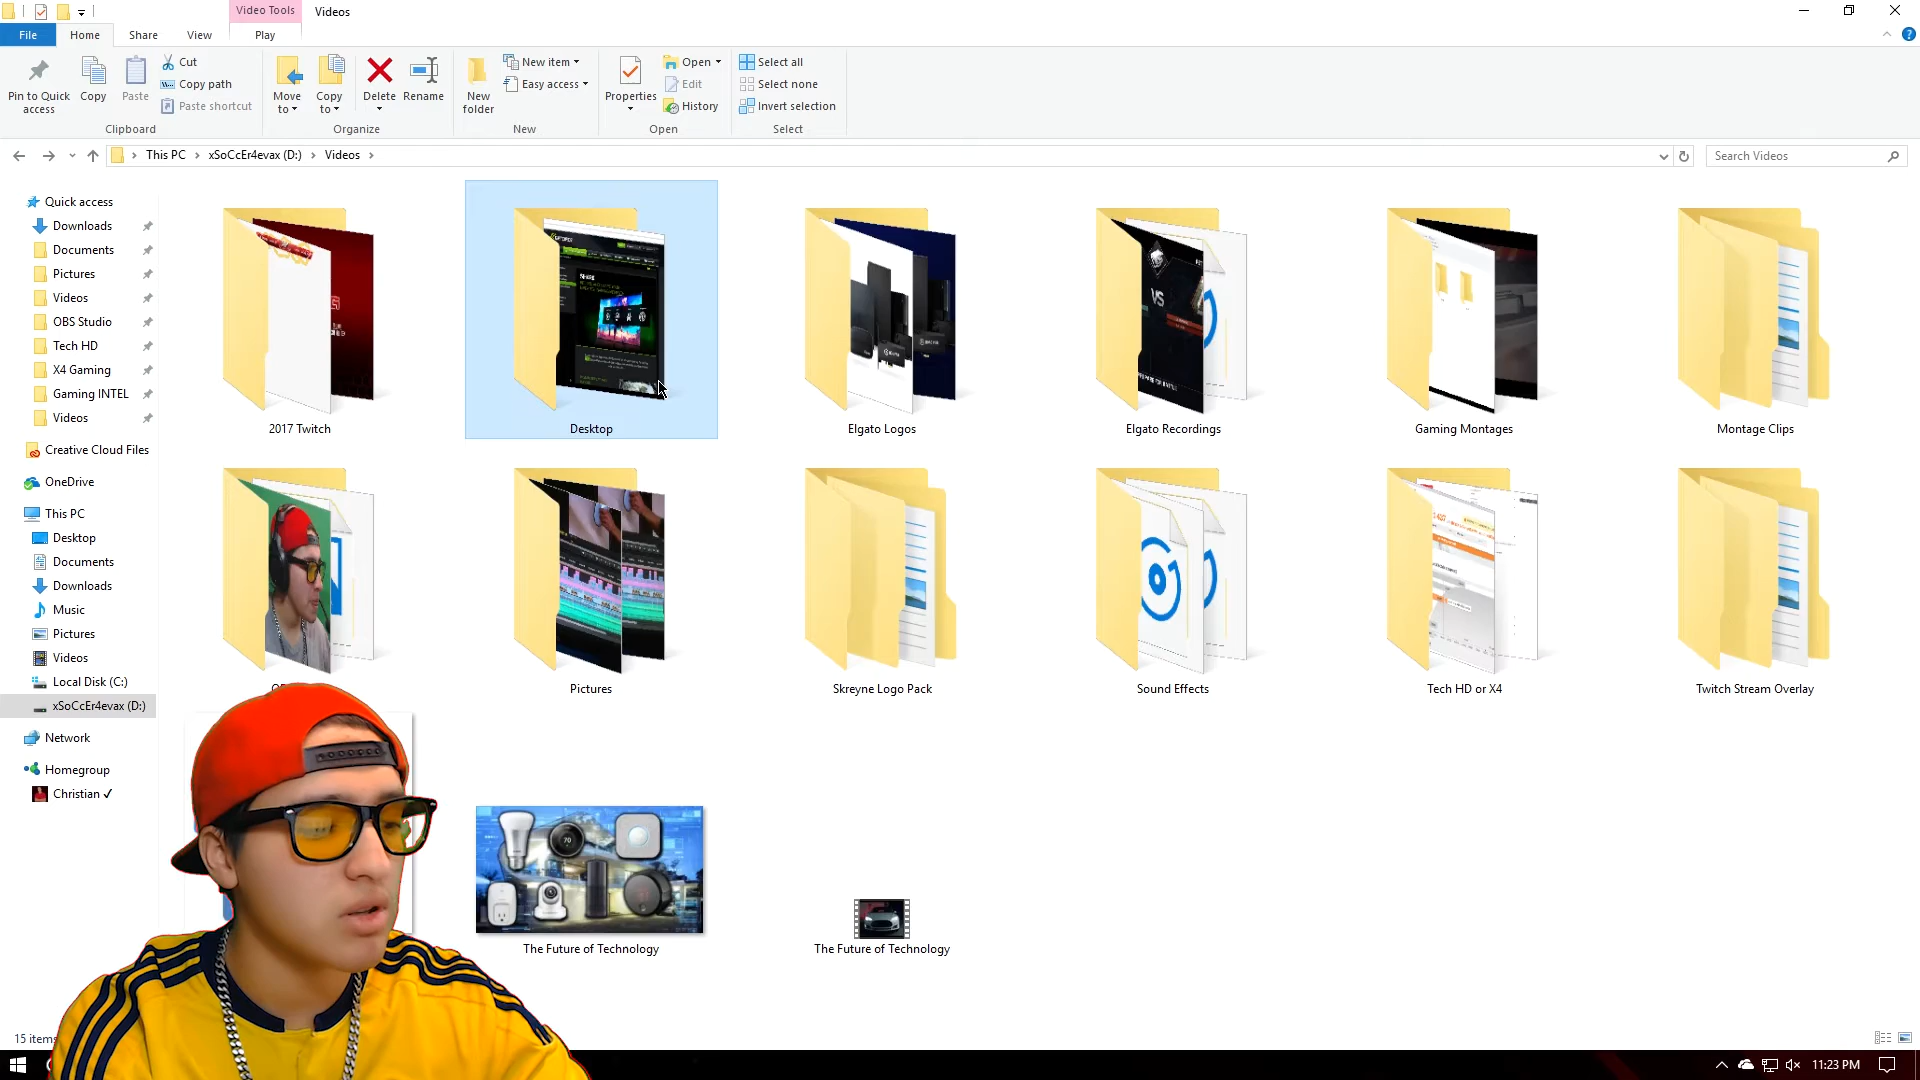 Video Tools
Videos
File
Home
Share
View
Play
Pin to Quick access
Copy
Paste
Cut
Copy path
Paste shortcut
Clipboard
Move to
Copy to
Delete
Rename
Organize
New folder
New item
Easy access
New
Properties
Open
Edit
History
Open
Select all
Select none
Invert selection
Select
This PC
xSoCcEr4evax (D:)
Videos
Search Videos
Quick access
Downloads
Documents
Pictures
Videos
OBS Studio
Tech HD
X4 Gaming
Gaming INTEL
Videos
Creative Cloud Files
OneDrive
This PC
Desktop
Documents
Downloads
Music
Pictures
Videos
Local Disk (C:)
xSoCcEr4evax (D:)
Network
Homegroup
Christian ✓
2017 Twitch
Desktop
Elgato Logos
Elgato Recordings
Gaming Montages
Montage Clips
Pictures
Skreyne Logo Pack
Sound Effects
Tech HD or X4
Twitch Stream Overlay
The Future of Technology
The Future of Technology
VS
15 items
11:23 PM